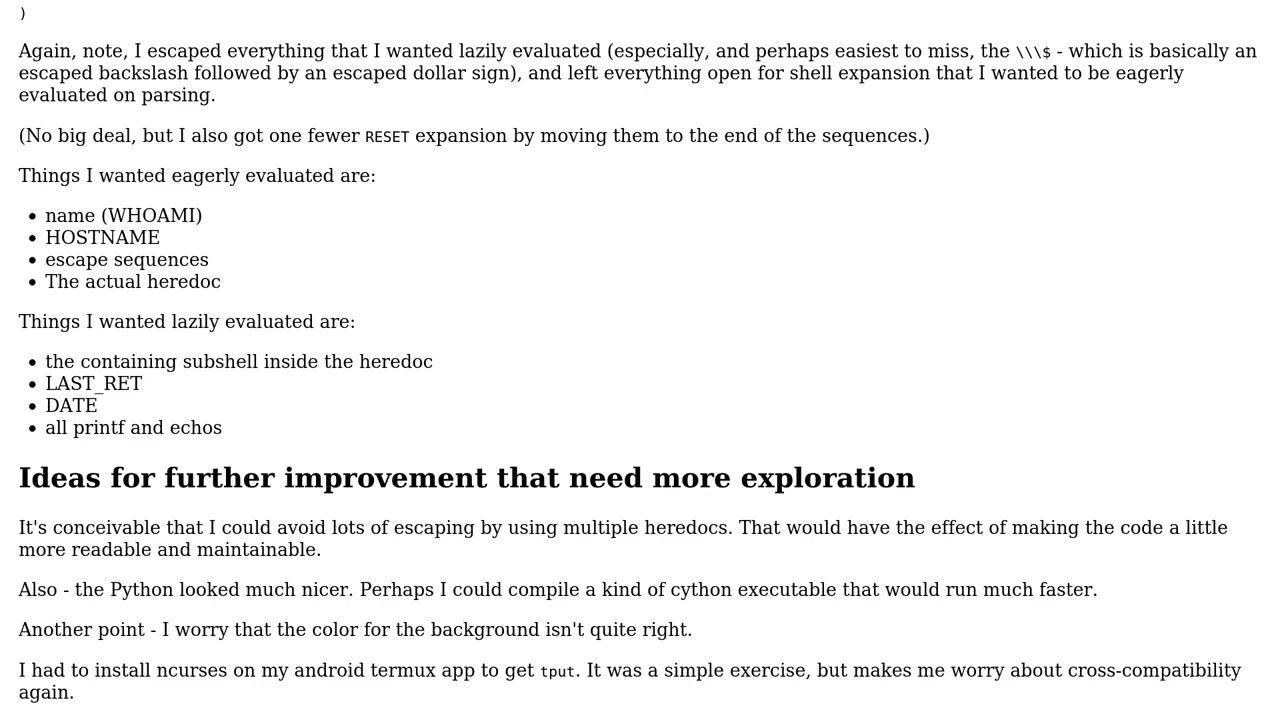 )
Again, note, I escaped everything that I wanted lazily evaluated (especially, and perhaps easiest to miss, the \\\$ - which is basically an
escaped backslash followed by an escaped dollar sign), and left everything open for shell expansion that I wanted to be eagerly
evaluated on parsing.
(No big deal, but I also got one fewer RESET expansion by moving them to the end of the sequences.)
Things I wanted eagerly evaluated are:
• name (WHOAMI)
• HOSTNAME
• escape sequences
• The actual heredoc
Things I wanted lazily evaluated are:
• the containing subshell inside the heredoc
• LAST_RET
• DATE
• all printf and echos
Ideas for further improvement that need more exploration
It's conceivable that I could avoid lots of escaping by using multiple heredocs. That would have the effect of making the code a little
more readable and maintainable.
Also - the Python looked much nicer. Perhaps I could compile a kind of cython executable that would run much faster.
Another point - I worry that the color for the background isn't quite right.
I had to install ncurses on my android termux app to get tput. It was a simple exercise, but makes me worry about cross-compatibility
again.